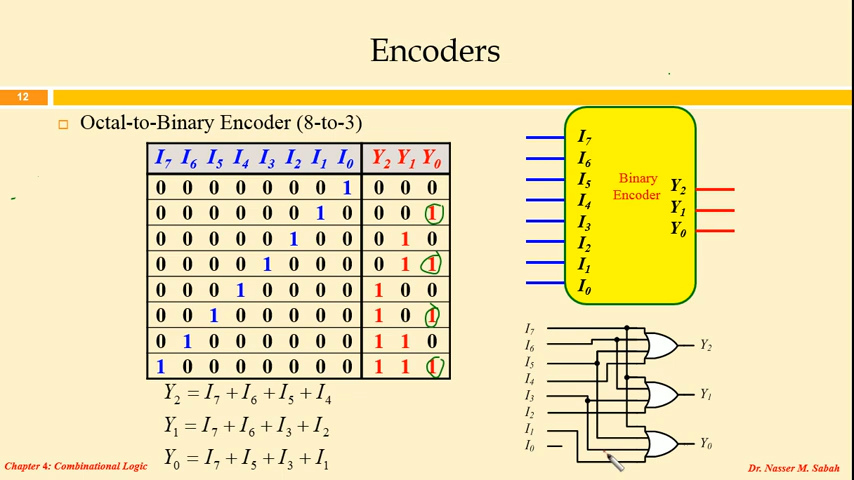 Encoders
12
Octal-to-Binary Encoder (8-to-3)
I7 I6 I5 I4 I3 I2 I1 I0 Y2 Y1 Y0
0 0 0 0 0 0 0 1 0 0 0
0 0 0 0 0 0 1 0 0 0 1
0 0 0 0 0 1 0 0 0 1 0
0 0 0 0 1 0 0 0 0 1 1
0 0 0 1 0 0 0 0 1 0 0
0 0 1 0 0 0 0 0 1 0 1
0 1 0 0 0 0 0 0 1 1 0
1 0 0 0 0 0 0 0 1 1 1
Y2 = I7 + I6 + I5 + I4
Y1 = I7 + I6 + I3 + I2
Y0 = I7 + I5 + I3 + I1
I7
I6
I5
I4
I3
I2
I1
I0
Binary
Encoder
Y2
Y1
Y0
I7
I6
I5
I4
I3
I2
I1
I0
Y2
Y1
Y0
Chapter 4: Combinational Logic
Dr. Nasser M. Sabah